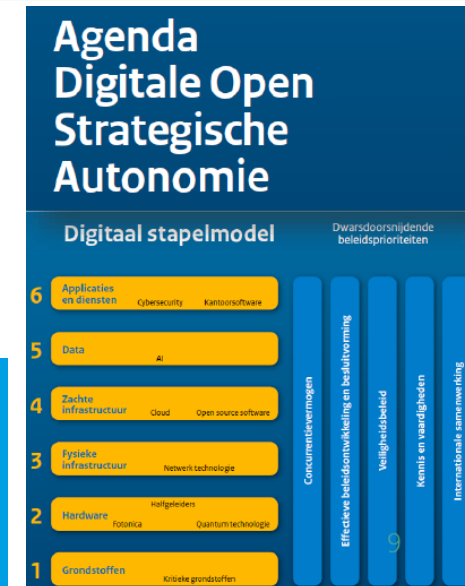 Agenda
Digitale Open
Strategische
Autonomie
Digitaal stapelmodel
Dwarsdoorsnijdende
beleidsprioriteiten
6
Applicaties
en diensten
Cybersecurity
Kantoorsoftware
5
Data
AI
4
Zachte
infrastructuur
Cloud
Open source software
3
Fysieke
infrastructuur
Netwerk technologie
2
Hardware
Halfgeleiders
Fotonica
Quantum technologie
1
Grondstoffen
Kritieke grondstoffen
Concurrentievermogen
Effectieve beleidsontwikkeling en besluitvorming
Veiligheidsbeleid
Kennis en vaardigheden
Internationale samenwerking
9